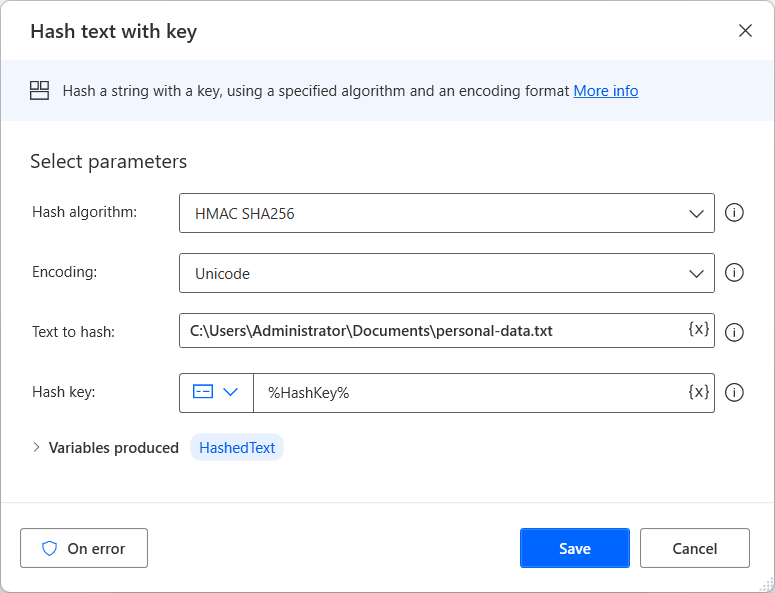 Hash text with key
Hash a string with a key, using a specified algorithm and an encoding format More info
Select parameters
Hash algorithm: HMAC SHA256
Encoding: Unicode
Text to hash: C:\Users\Administrator\Documents\personal-data.txt {x}
Hash key: %HashKey% {x}
Variables produced HashedText
On error Save Cancel